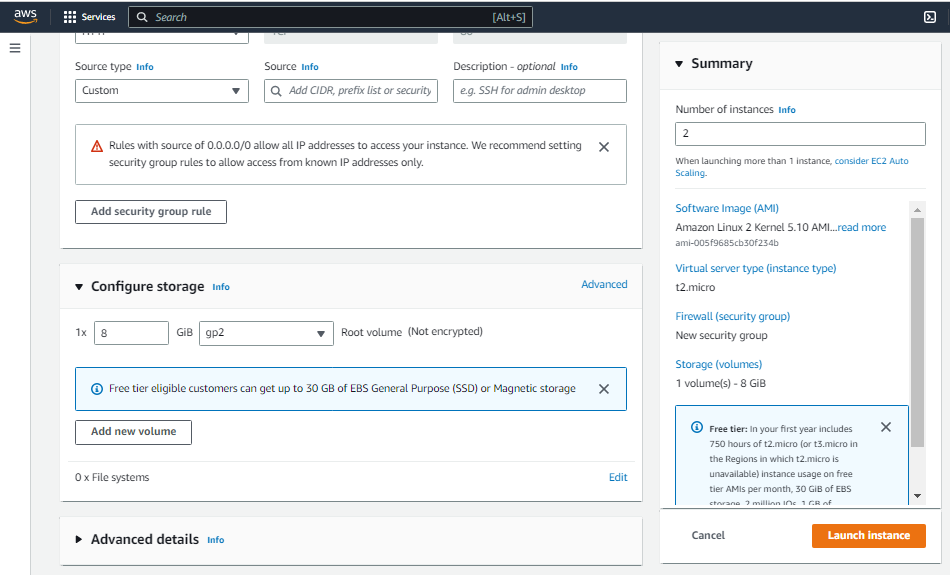 aws
Services
Search
[Alt+S]
Source type Info
Source Info
Description - optional Info
Custom
Add CIDR, prefix list or security
e.g. SSH for admin desktop
Rules with source of 0.0.0.0/0 allow all IP addresses to access your instance. We recommend setting
security group rules to allow access from known IP addresses only.
Add security group rule
Configure storage Info
Advanced
1x
8
GiB
gp2
Root volume (Not encrypted)
Free tier eligible customers can get up to 30 GB of EBS General Purpose (SSD) or Magnetic storage
Add new volume
0 x File systems
Edit
Advanced details Info
Summary
Number of instances Info
2
When launching more than 1 instance, consider EC2 Auto
Scaling.
Software Image (AMI)
Amazon Linux 2 Kernel 5.10 AMI...read more
ami-005f9685cb30f234b
Virtual server type (instance type)
t2.micro
Firewall (security group)
New security group
Storage (volumes)
1 volume(s) - 8 GiB
Free tier: In your first year includes
750 hours of t2.micro (or t3.micro in
the Regions in which t2.micro is
unavailable) instance usage on free
tier AMIs per month, 30 GiB of EBS
storage, 2 million IOs, 1 GB of
Cancel
Launch instance